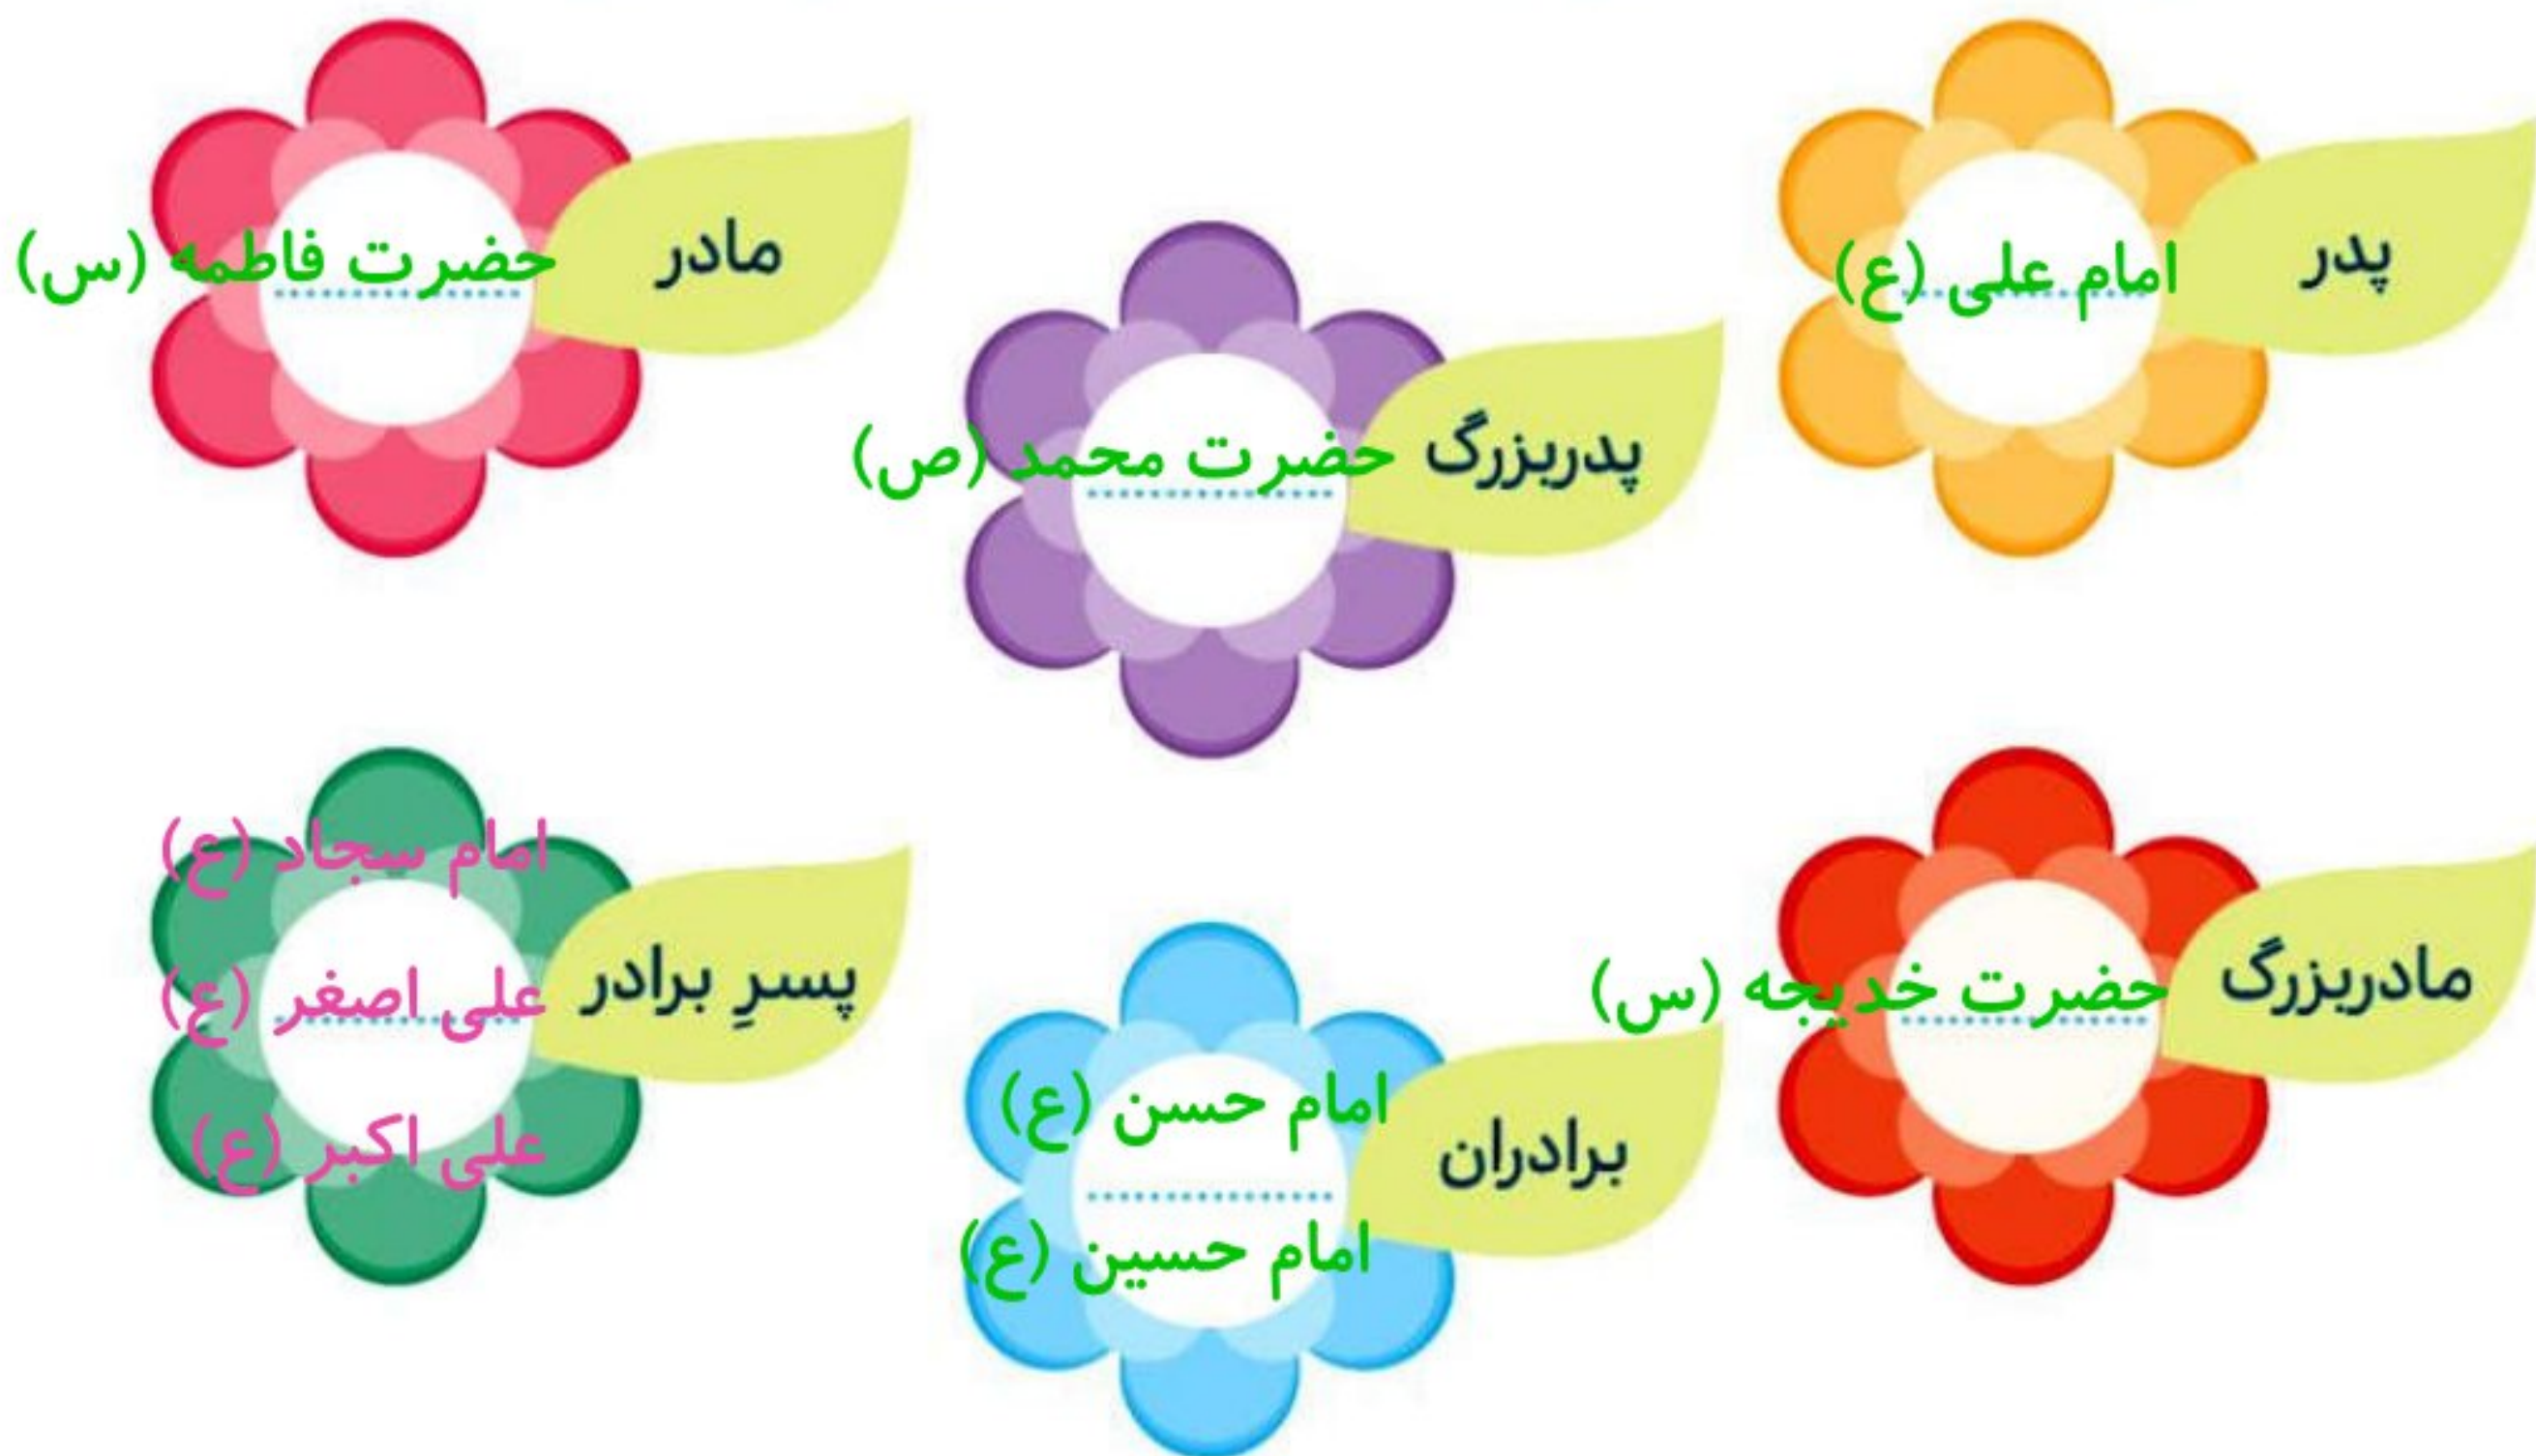 پدر
امام علی (ع)
پدربزرگ
حضرت محمد (ص)
مادر
حضرت فاطمه (س)
مادربزرگ
حضرت خدیجه (س)
برادران
امام حسن (ع)
امام حسین (ع)
پسرِ برادر
امام سجاد (ع)
علی اصغر (ع)
علی اکبر (ع)